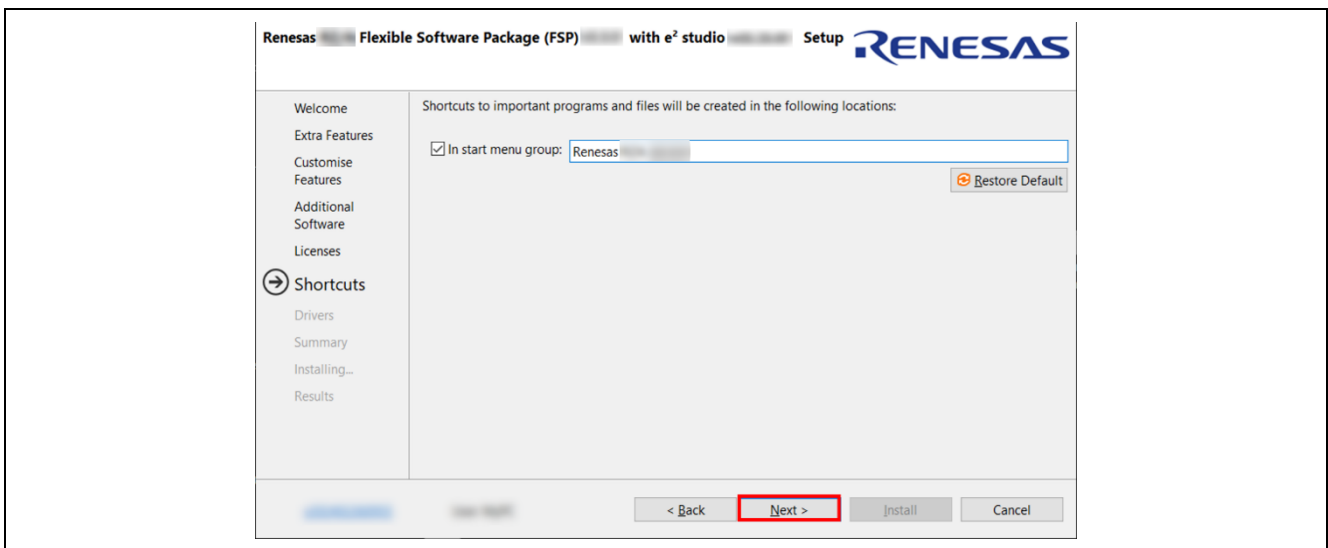 Renesas Flexible Software Package (FSP) with e² studio Setup
RENESAS
Welcome
Extra Features
Customise
Features
Additional
Software
Licenses
Shortcuts
Drivers
Summary
Installing...
Results
Shortcuts to important programs and files will be created in the following locations:
In start menu group: Renesas
Restore Default
< Back Next > Install Cancel